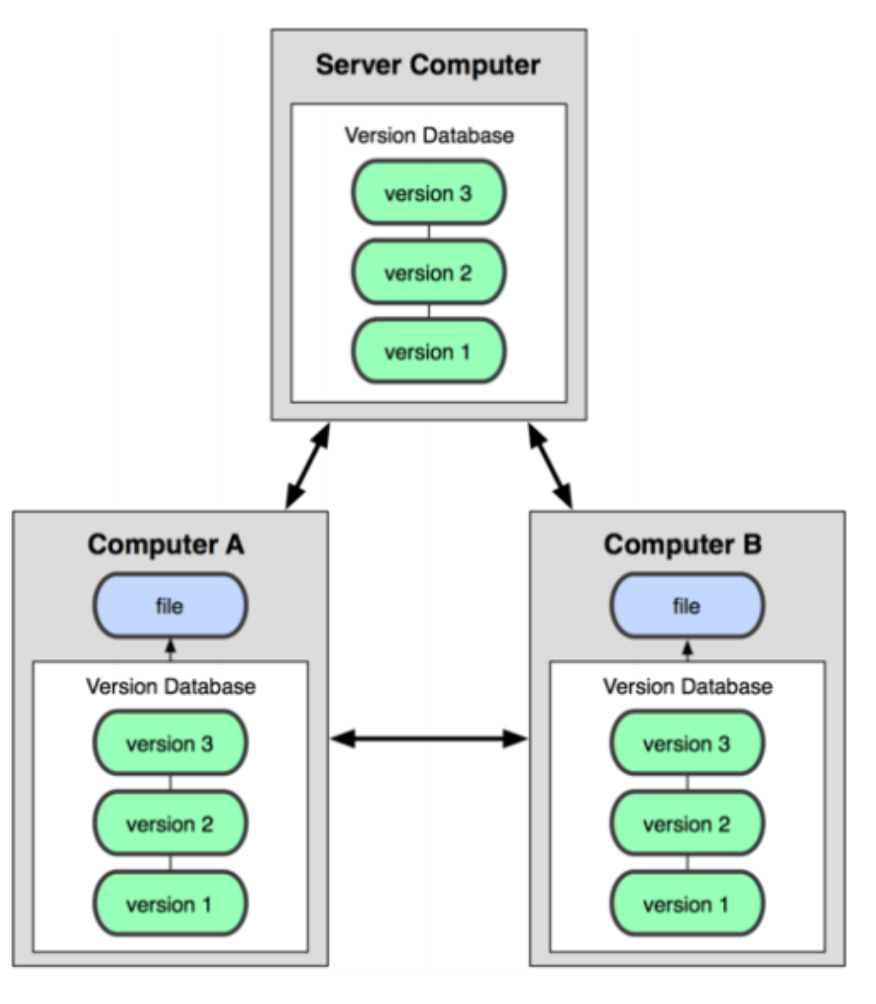 Server Computer
Version Database
version 3
version 2
version 1
Computer A
file
Version Database
version 3
version 2
version 1
Computer B
file
Version Database
version 3
version 2
version 1